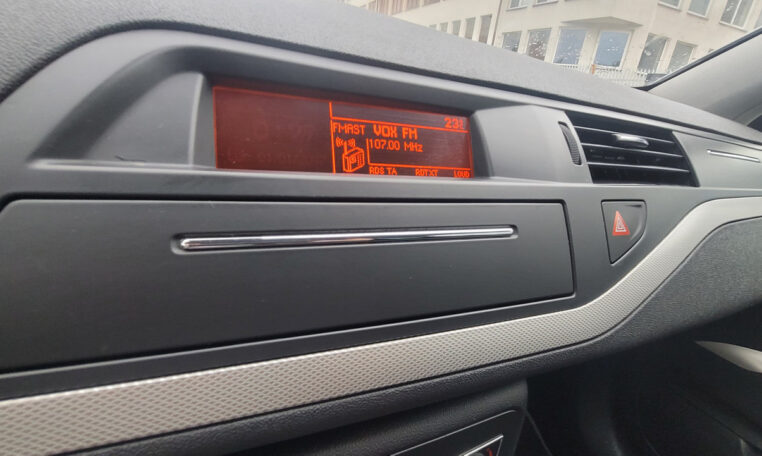 23°
FMAST VOX FM
107.00 MHz
RDS TA RDTXT LOUD